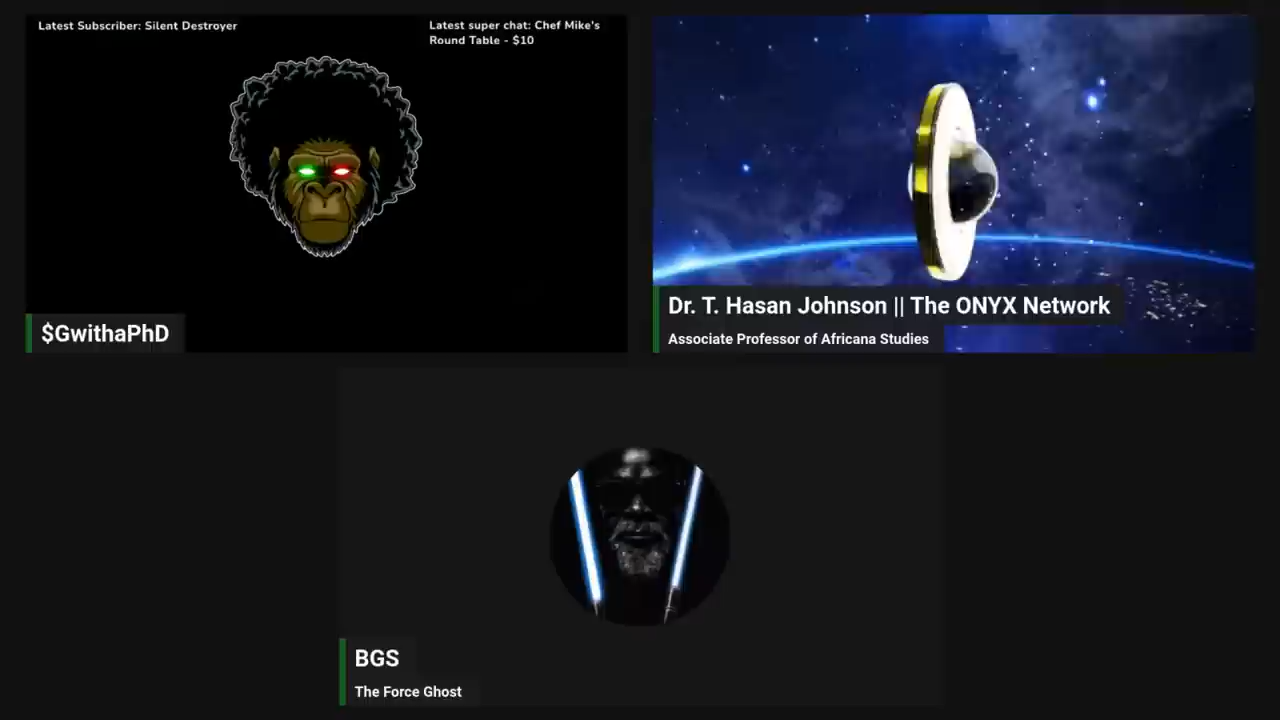 Latest Subscriber: Silent Destroyer
Latest super chat: Chef Mike's
Round Table - $10
$GwithaPhD
Dr. T. Hasan Johnson || The ONYX Network
Associate Professor of Africana Studies
BGS
The Force Ghost